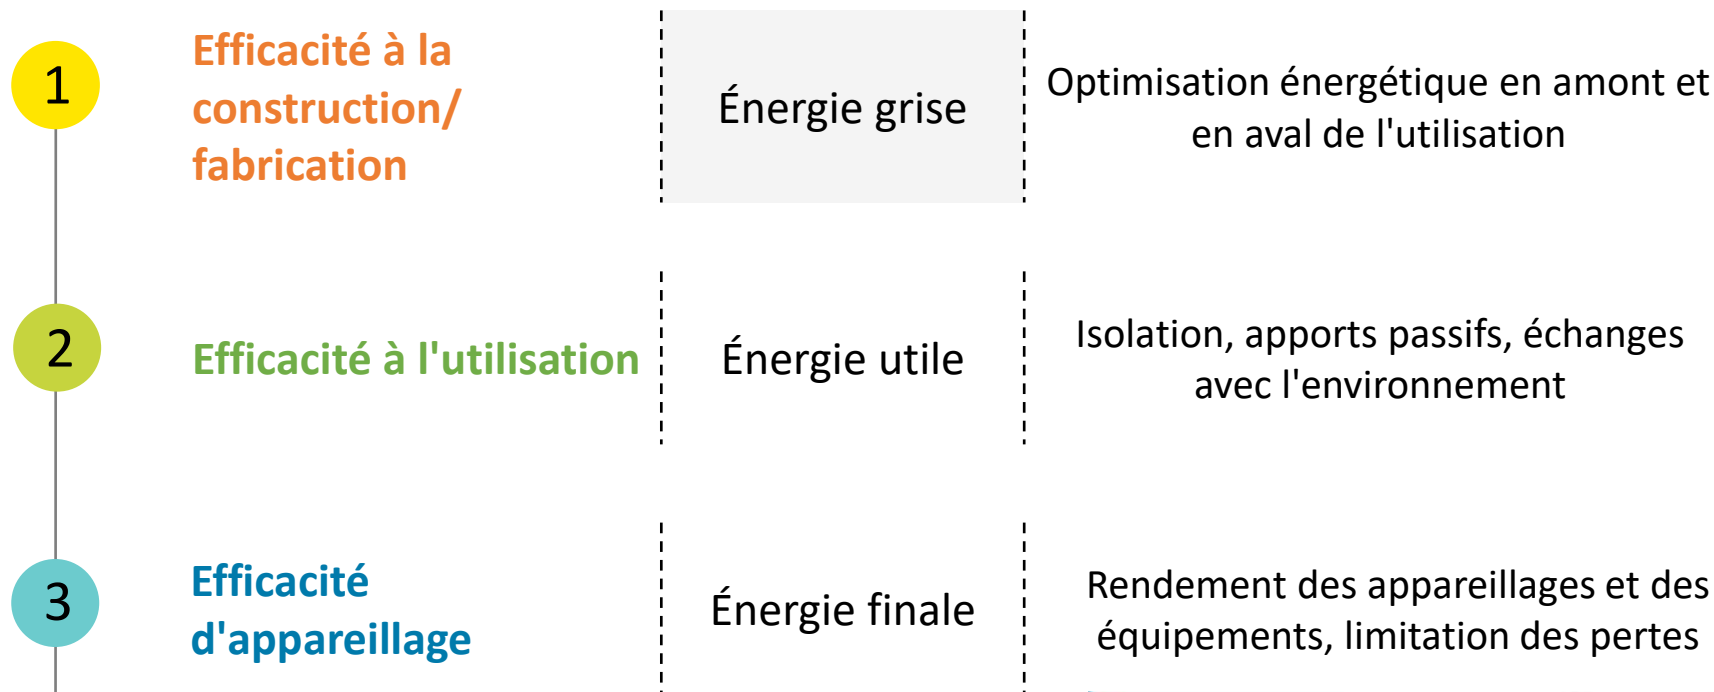 1
Efficacité à la
construction/
fabrication
Énergie grise
Optimisation énergétique en amont et
en aval de l'utilisation
2
Efficacité à l'utilisation
Énergie utile
Isolation, apports passifs, échanges
avec l'environnement
3
Efficacité
d'appareillage
Énergie finale
Rendement des appareillages et des
équipements, limitation des pertes